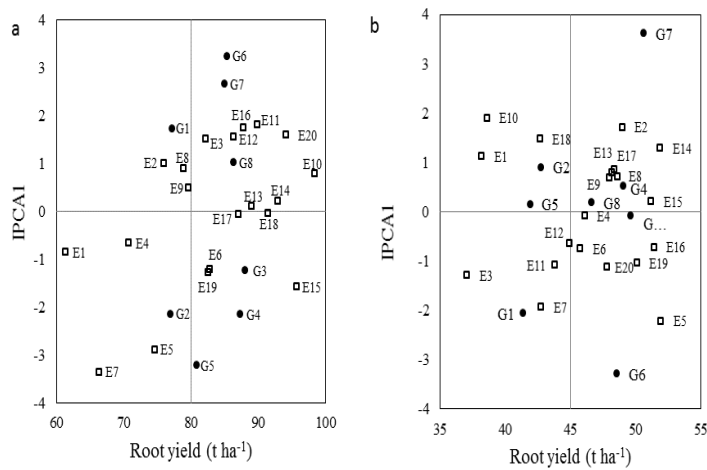 a
4
3
2
1
0
-1
-2
-3
-4
IPCA1
G6
G7
G1
E16
E11
E3
E12
E20
E2
E8
G8
E10
E9
E13
E14
E17
E18
E1
E4
E6
E19
G3
E15
G2
G4
E5
E7
G5
60
70
80
90
100
Root yield (t ha-1)
b
4
3
2
1
0
-1
-2
-3
-4
IPCA1
G7
E10
E2
E18
E14
E1
G2
E13
E17
E9
E8
G4
G5
G8
E15
E4
G…
E12
E6
E16
E11
E20
E19
E3
E7
G1
E5
G6
35
40
45
50
55
Root yield (t ha-1)